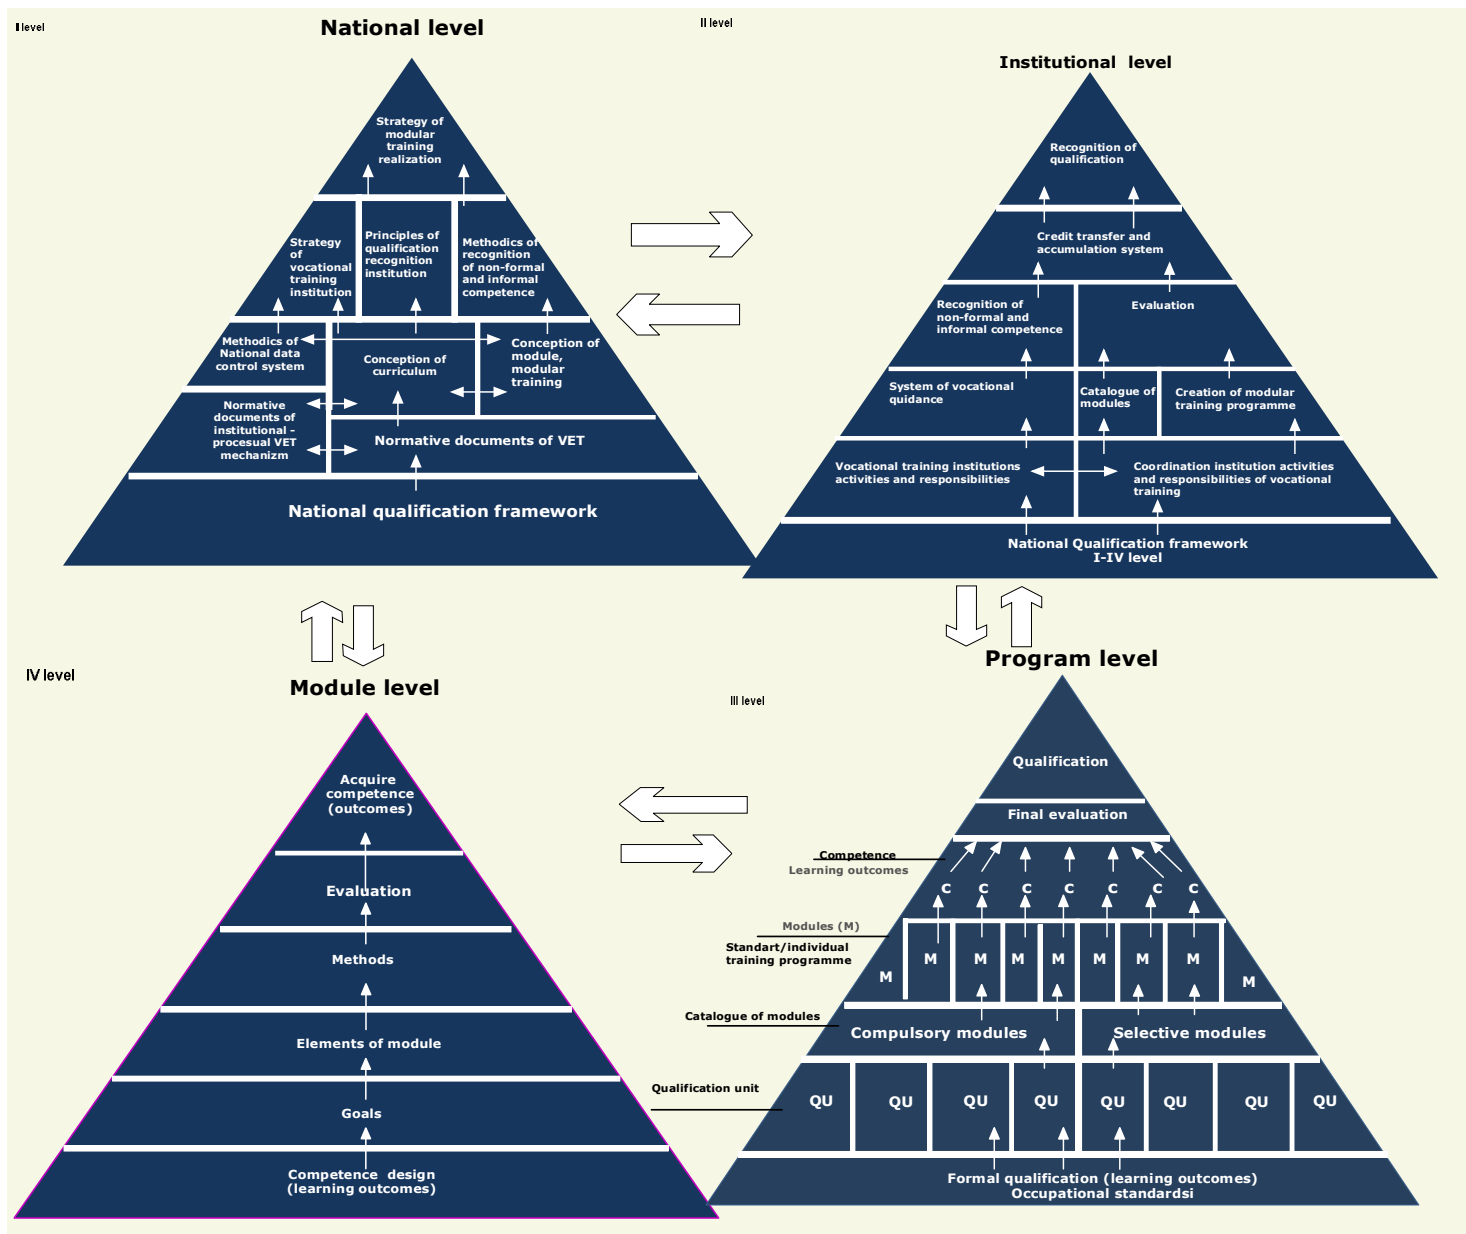 I level
National level
Strategy of
modular
training
realization
Strategy
of
vocational
training
institution
Principles of
qualification
recognition
institution
Methodics of
recognition
of non-formal
and informal
competence
Methodics of
National data
control system
Conception of
curriculum
Conception of
module,
modular
training
Normative
documents of
institutional -
procesual VET
mechanizm
Normative documents of VET
National qualification framework
II level
Institutional level
Recognition of
qualification
Credit transfer and
accumulation system
Recognition of
non-formal and
informal competence
Evaluation
System of vocational
quidance
Catalogue of
modules
Creation of modular
training programme
Vocational training institutions
activities and responsibilities
Coordination institution activities
and responsibilities of vocational
training
National Qualification framework
I-IV level
IV level
Module level
Acquire
competence
(outcomes)
Evaluation
Methods
Elements of module
Goals
Competence design
(learning outcomes)
Program level
III level
Qualification
Final evaluation
Competence
Learning outcomes
C C C C C C C
Modules (M)
Standart/individual
training programme
M M M M M M M M M
Catalogue of modules
Compulsory modules
Selective modules
Qualification unit
QU QU QU QU QU QU QU QU
Formal qualification (learning outcomes)
Occupational standardsi